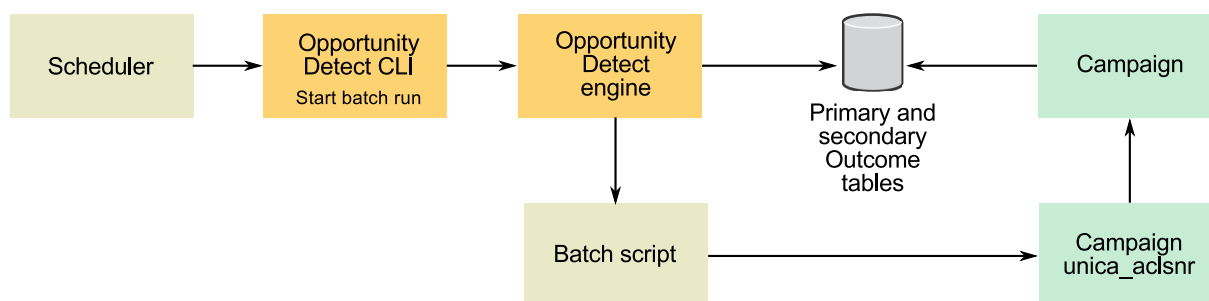 Scheduler
Opportunity
Detect CLI
Start batch run
Opportunity
Detect
engine
Primary and
secondary
Outcome
tables
Campaign
Batch script
Campaign
unica_aclsnr